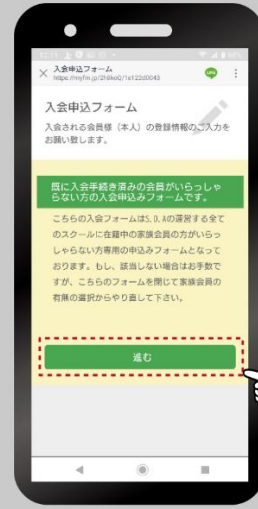 入会申込フォーム
入会申込フォーム
入会される会員様（本人）の登録情報のご入力を
お願い致します。
既に入会手続き済みの会員がいらっしゃ
らない方の入会申込みフォームです。
こちらの入会フォームはS.D.Aの運営する全て
のスクールに在籍中の家族会員の方がいらっ
しゃらない方専用の申込みフォームとなって
おります。もし、該当しない場合はお手数で
すが、こちらのフォームを閉じて家族会員の
有無の選択からやり直して下さい。
進む